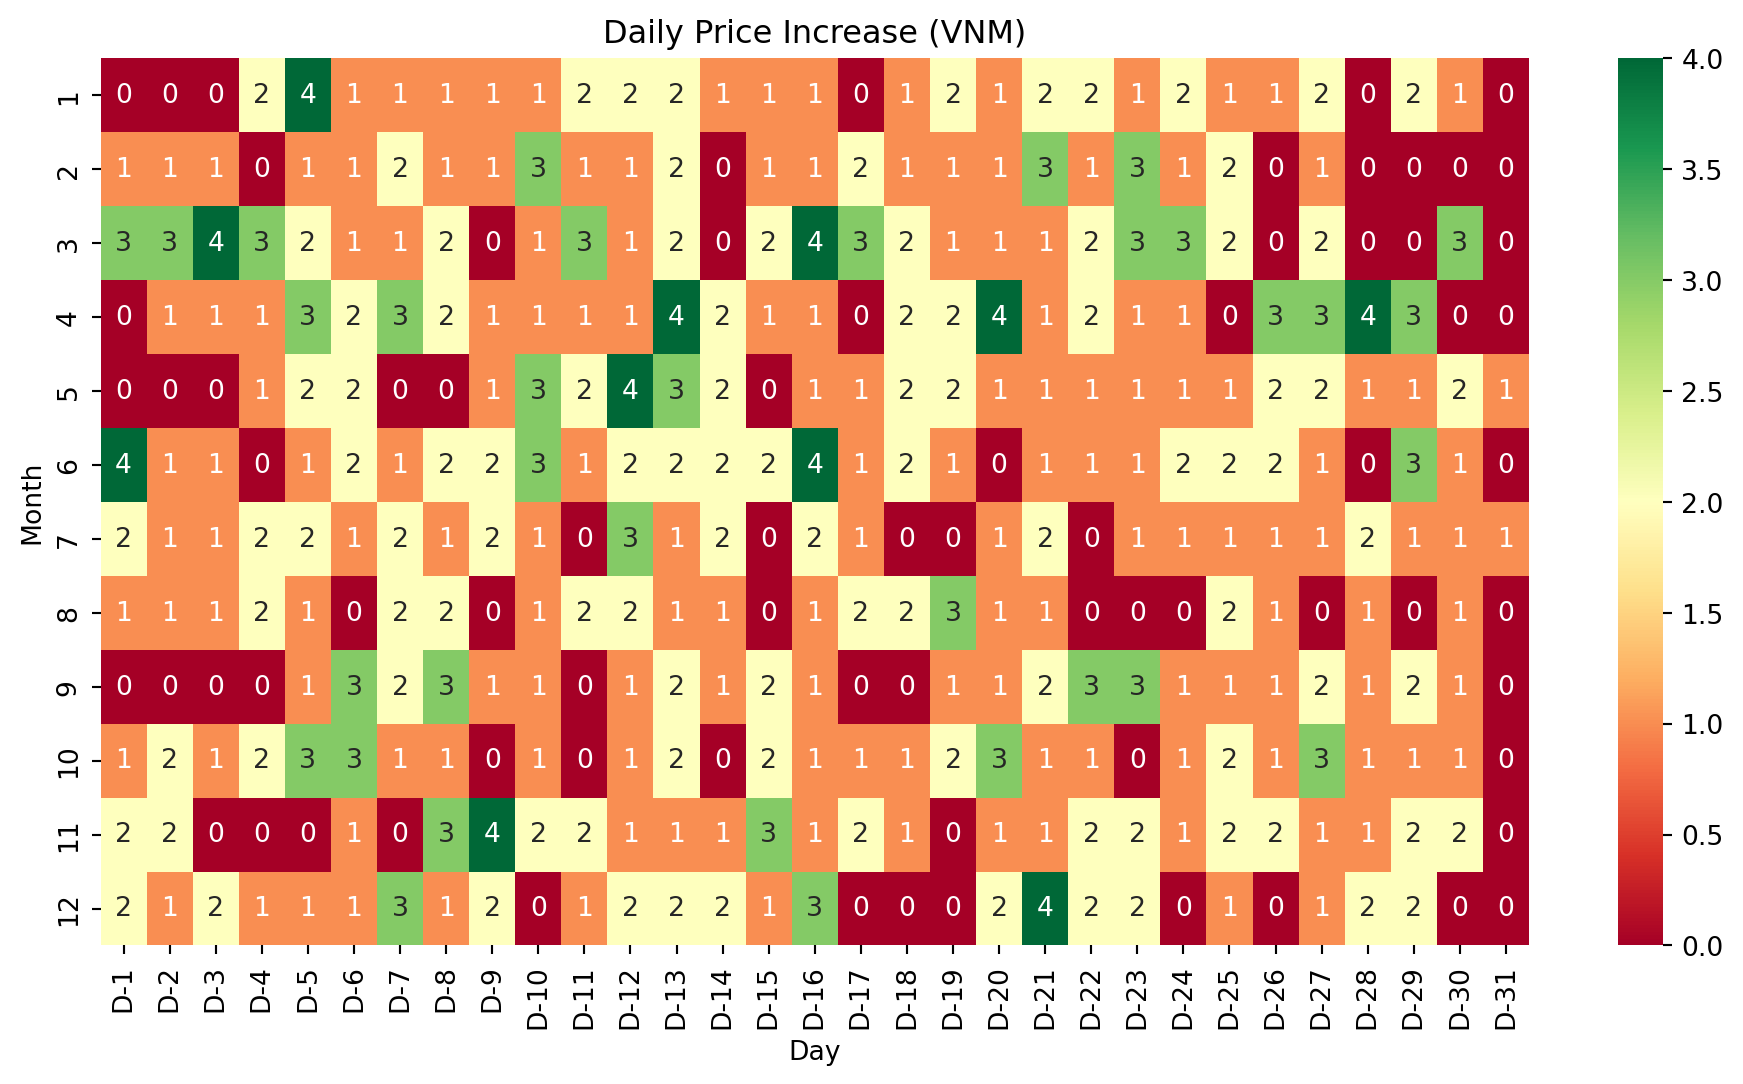 Daily Price Increase (VNM)
1 0 0 0 2 4 1 1 1 1 1 2 2 2 1 1 1 0 1 2 1 2 2 1 2 1 1 2 0 2 1 0
2 1 1 1 0 1 1 2 1 1 3 1 1 2 0 1 1 2 1 1 1 3 1 3 1 2 0 1 0 0 0 0
3 3 3 4 3 2 1 1 2 0 1 3 1 2 0 2 4 3 2 1 1 1 2 3 3 2 0 2 0 0 3 0
4 0 1 1 1 3 2 3 2 1 1 1 1 4 2 1 1 0 2 2 4 1 2 1 1 0 3 3 4 3 0 0
5 0 0 0 1 2 2 0 0 1 3 2 4 3 2 0 1 1 2 2 1 1 1 1 1 1 2 2 1 1 2 1
6 4 1 1 0 1 2 1 2 2 3 1 2 2 2 2 4 1 2 1 0 1 1 1 2 2 2 1 0 3 1 0
7 2 1 1 2 2 1 2 1 2 1 0 3 1 2 0 2 1 0 0 1 2 0 1 1 1 1 1 2 1 1 1
8 1 1 1 2 1 0 2 2 0 1 2 2 1 1 0 1 2 2 3 1 1 0 0 0 2 1 0 1 0 1 0
9 0 0 0 0 1 3 2 3 1 1 0 1 2 1 2 1 0 0 1 1 2 3 3 1 1 1 2 1 2 1 0
10 1 2 1 2 3 3 1 1 0 1 0 1 2 0 2 1 1 1 2 3 1 1 0 1 2 1 3 1 1 1 0
11 2 2 0 0 0 1 0 3 4 2 2 1 1 1 3 1 2 1 0 1 1 2 2 1 2 2 1 1 2 2 0
12 2 1 2 1 1 1 3 1 2 0 1 2 2 2 1 3 0 0 0 2 4 2 2 0 1 0 1 2 2 0 0
Month
D-1 D-2 D-3 D-4 D-5 D-6 D-7 D-8 D-9 D-10 D-11 D-12 D-13 D-14 D-15 D-16 D-17 D-18 D-19 D-20 D-21 D-22 D-23 D-24 D-25 D-26 D-27 D-28 D-29 D-30 D-31
Day
4.0
3.5
3.0
2.5
2.0
1.5
1.0
0.5
0.0